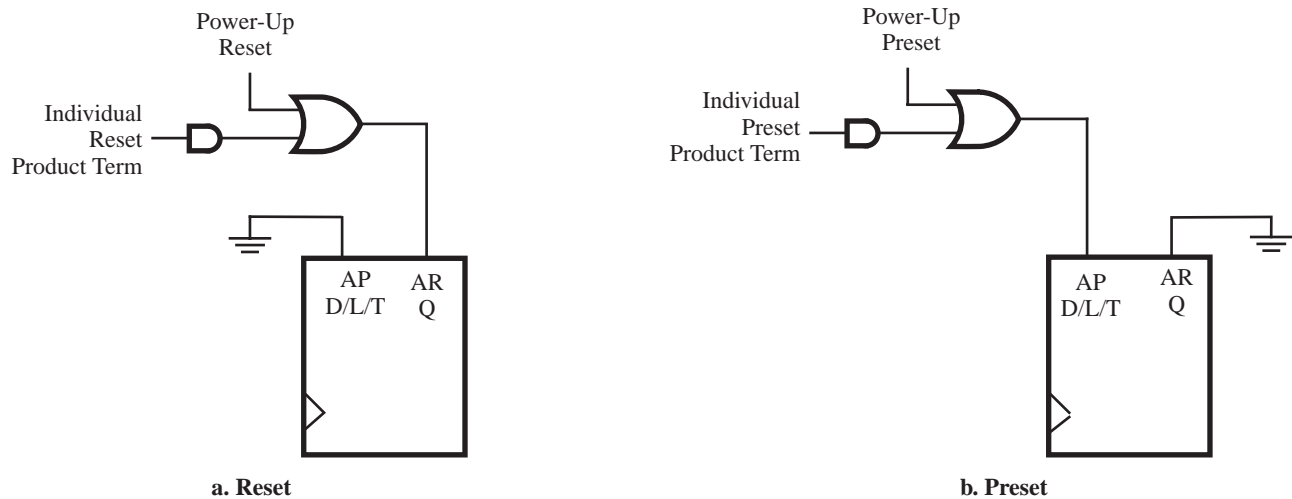 Power-Up
Reset
Individual
Reset
Product Term
AP
AR
D/L/T
Q
a. Reset
Power-Up
Preset
Individual
Preset
Product Term
AP
AR
D/L/T
Q
b. Preset